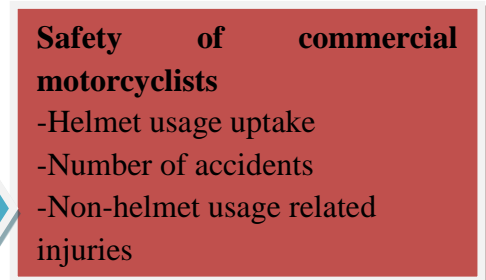 Safety of commercial
motorcyclists
-Helmet usage uptake
-Number of accidents
-Non-helmet usage related
injuries